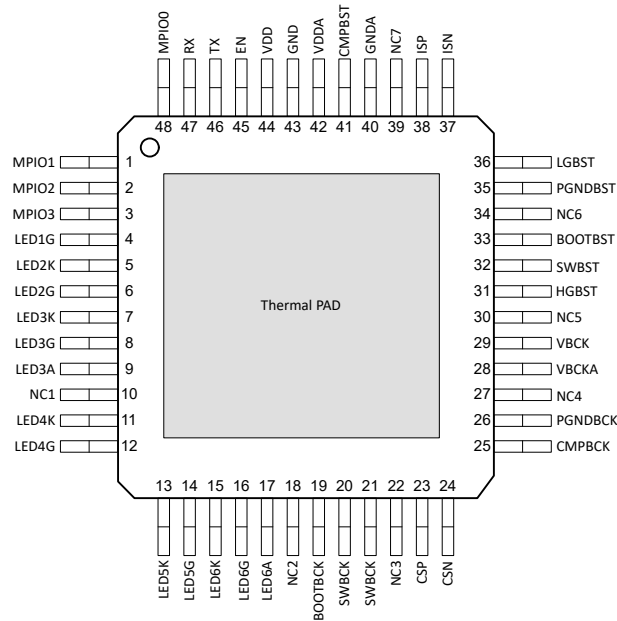 MPIO0
RX
TX
EN
VDD
GND
VDDA
CMPBST
GNDA
NC7
ISP
ISN
48
47
46
45
44
43
42
41
40
39
38
37
MPIO1 1
MPIO2 2
MPIO3 3
LED1G 4
LED2K 5
LED2G 6
LED3K 7
LED3G 8
LED3A 9
NC1 10
LED4K 11
LED4G 12
Thermal PAD
36 LGBST
35 PGNDBST
34 NC6
33 BOOTBST
32 SWBST
31 HGBST
30 NC5
29 VBCK
28 VBCKA
27 NC4
26 PGNDBCK
25 CMPBCK
13
14
15
16
17
18
19
20
21
22
23
24
LED5K
LED5G
LED6K
LED6G
LED6A
NC2
BOOTBCK
SWBCK
SWBCK
NC3
CSP
CSN